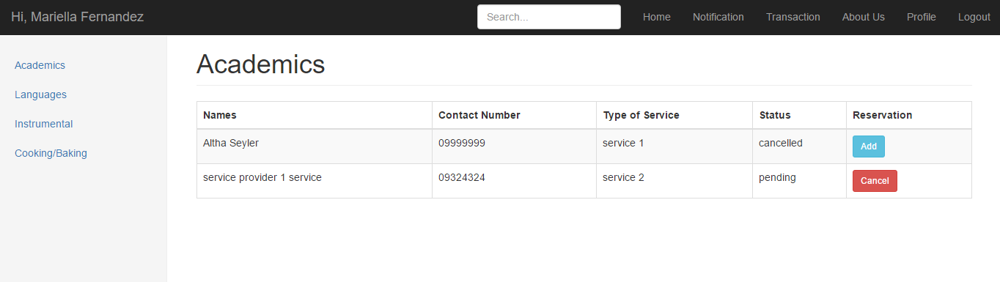 Hi, Mariella Fernandez Search... Home Notification Transaction About Us Profile Logout
Academics
Languages
Instrumental
Cooking/Baking
Academics
Names Contact Number Type of Service Status Reservation
Altha Seyler 09999999 service 1 cancelled Add
service provider 1 service 09324324 service 2 pending Cancel